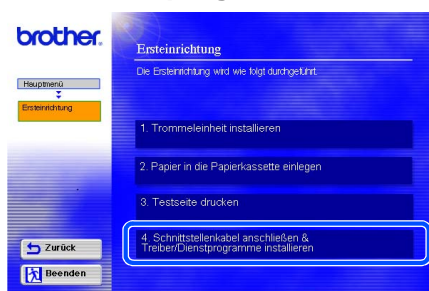 brother.
Ersteinrichtung
Die Ersteinrichtung wird wie folgt durchgeführt.
Hauptmenü
Ersteinrichtung
1. Trommeleinheit installieren
2. Papier in die Papierkassette einlegen
3. Testseite drucken
4. Schnittstellenkabel anschließen &
Treiber/Dienstprogramme installieren
Zurück
Beenden